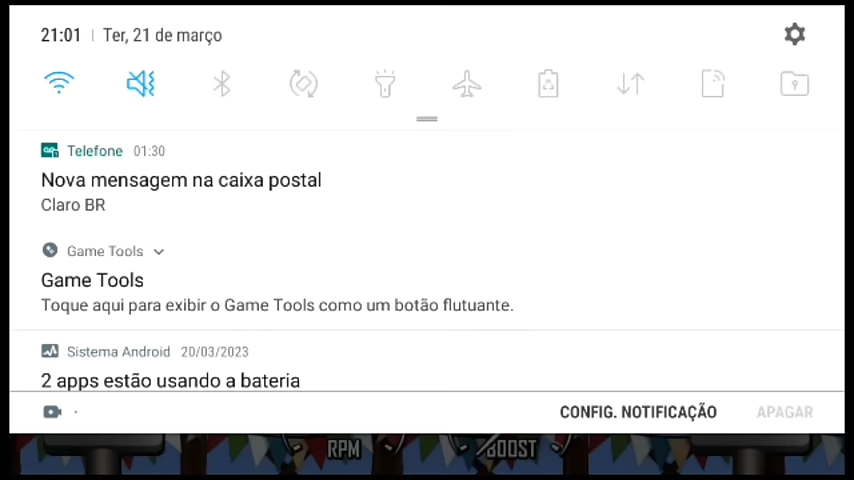 21:01 | Ter, 21 de março
Telefone 01:30
Nova mensagem na caixa postal
Claro BR
Game Tools
Game Tools
Toque aqui para exibir o Game Tools como um botão flutuante.
Sistema Android 20/03/2023
2 apps estão usando a bateria
CONFIG. NOTIFICAÇÃO APAGAR
RPM BOOST